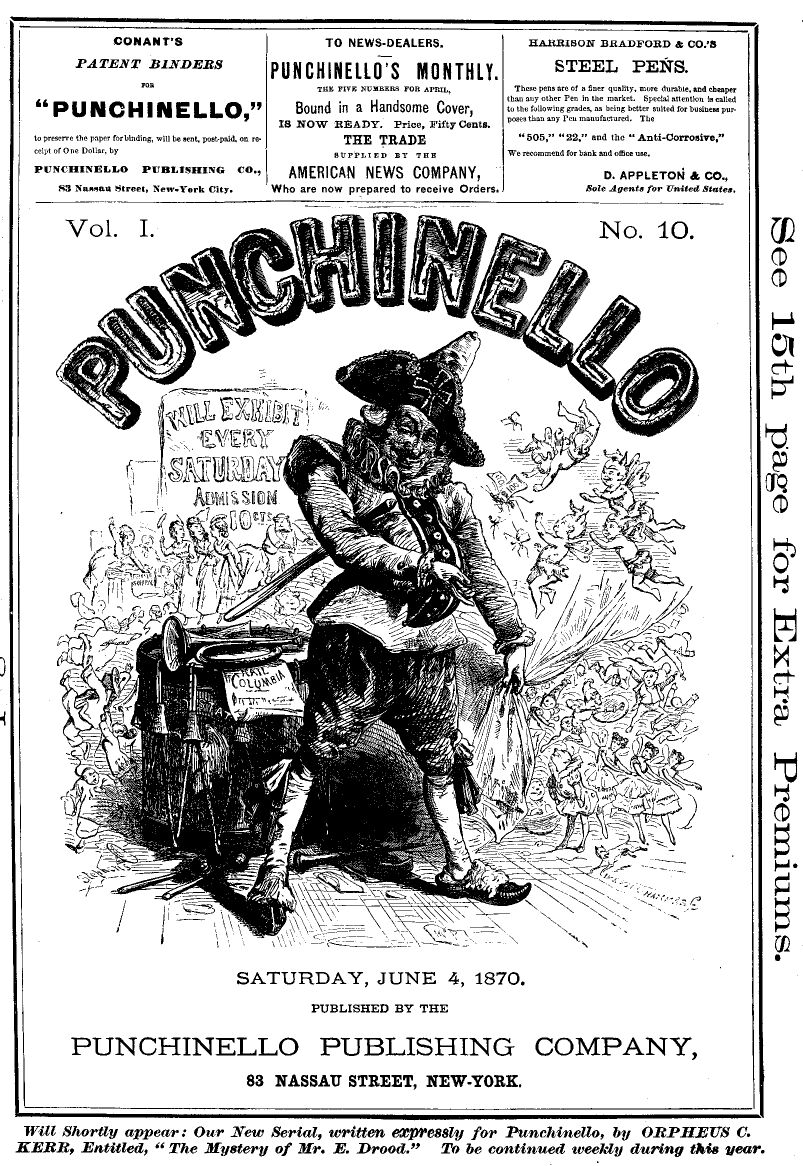 CONANT'S
PATENT BINDERS
FOR
"PUNCHINELLO,"
to preserve the paper for binding, will be sent, post-paid, on re-
ceipt of One Dollar, by
PUNCHINELLO PUBLISHING CO.,
83 Nassau Street, New-York City.
TO NEWS-DEALERS.
PUNCHINELLO'S MONTHLY.
THE FIVE NUMBERS FOR APRIL,
Bound in a Handsome Cover,
IS NOW READY. Price, Fifty Cents.
THE TRADE
SUPPLIED BY THE
AMERICAN NEWS COMPANY,
Who are now prepared to receive Orders.
HARRISON BRADFORD & CO.'S
STEEL PENS.
These pens are of a finer quality, more durable, and cheaper
than any other Pen in the market. Special attention is called
to the following grades, as being better suited for business pur-
poses than any Pen manufactured. The
"505," "22," and the "Anti-Corrosive,"
We recommend for bank and office use.
D. APPLETON & CO.,
Sole Agents for United States.
Vol. I.
No. 10.
PUNCHINELLO
WILL EXHIBIT
EVERY
SATURDAY
ADMISSION
10 CTS
HAIL
COLUMBIA
SATURDAY, JUNE 4, 1870.
PUBLISHED BY THE
PUNCHINELLO PUBLISHING COMPANY,
83 NASSAU STREET, NEW-YORK.
See 15th page for Extra Premiums.
Will Shortly appear: Our New Serial, written expressly for Punchinello, by ORPHEUS C.
KERR, Entitled, "The Mystery of Mr. E. Drood." To be continued weekly during this year.